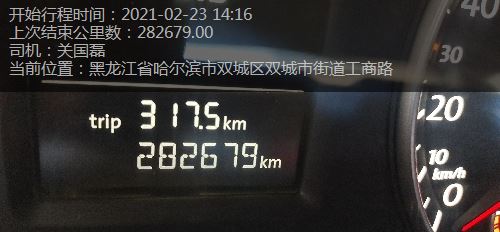 开始行程时间：2021-02-23 14:16
上次结束公里数：282679.00
司机：关国磊
当前位置：黑龙江省哈尔滨市双城区双城市街道工商路
trip 317.5km
282679km
40
30
20
10
km/h
0